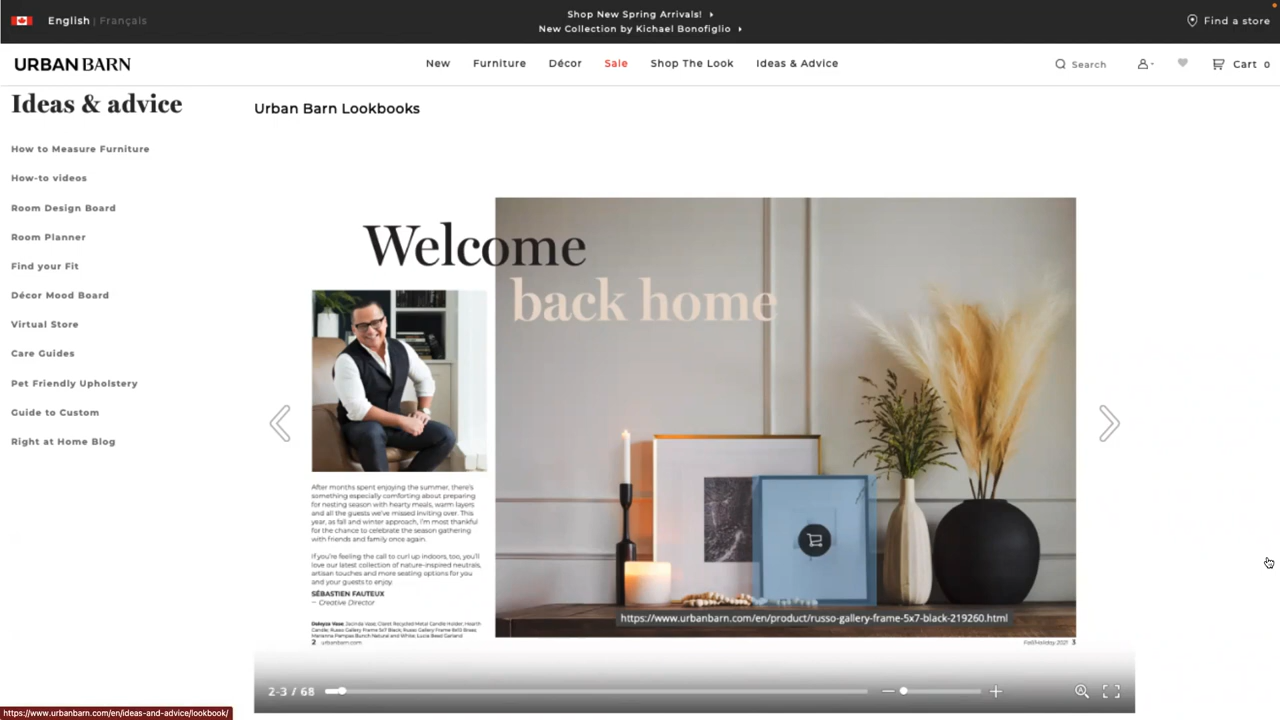 English | Français
Shop New Spring Arrivals!
New Collection by Kichael Bonofiglio
Find a store
URBAN BARN
New
Furniture
Décor
Sale
Shop The Look
Ideas & Advice
Search
Cart 0
Ideas & advice
How to Measure Furniture
How-to videos
Room Design Board
Room Planner
Find your Fit
Décor Mood Board
Virtual Store
Care Guides
Pet Friendly Upholstery
Guide to Custom
Right at Home Blog
Urban Barn Lookbooks
Welcome
back home
After months spent enjoying the summer, there's
something especially comforting about preparing
for nesting season with hearty meals, warm layers
and all the guests we've missed inviting over. This
year, as fall and winter approach, I'm most thankful
for the chance to celebrate the season gathering
with friends and family once again.
If you're feeling the call to curl up indoors, too, you'll
love our latest collection of nature-inspired neutrals,
artisan touches and more seating options for you
and your guests to enjoy.
SÉBASTIEN FAUTEUX
– Creative Director
2 urbanbarn.com
https://www.urbanbarn.com/en/product/russo-gallery-frame-5x7-black-219260.html
Fall/Holiday 2021 3
2-3 / 68
https://www.urbanbarn.com/en/ideas-and-advice/lookbook/